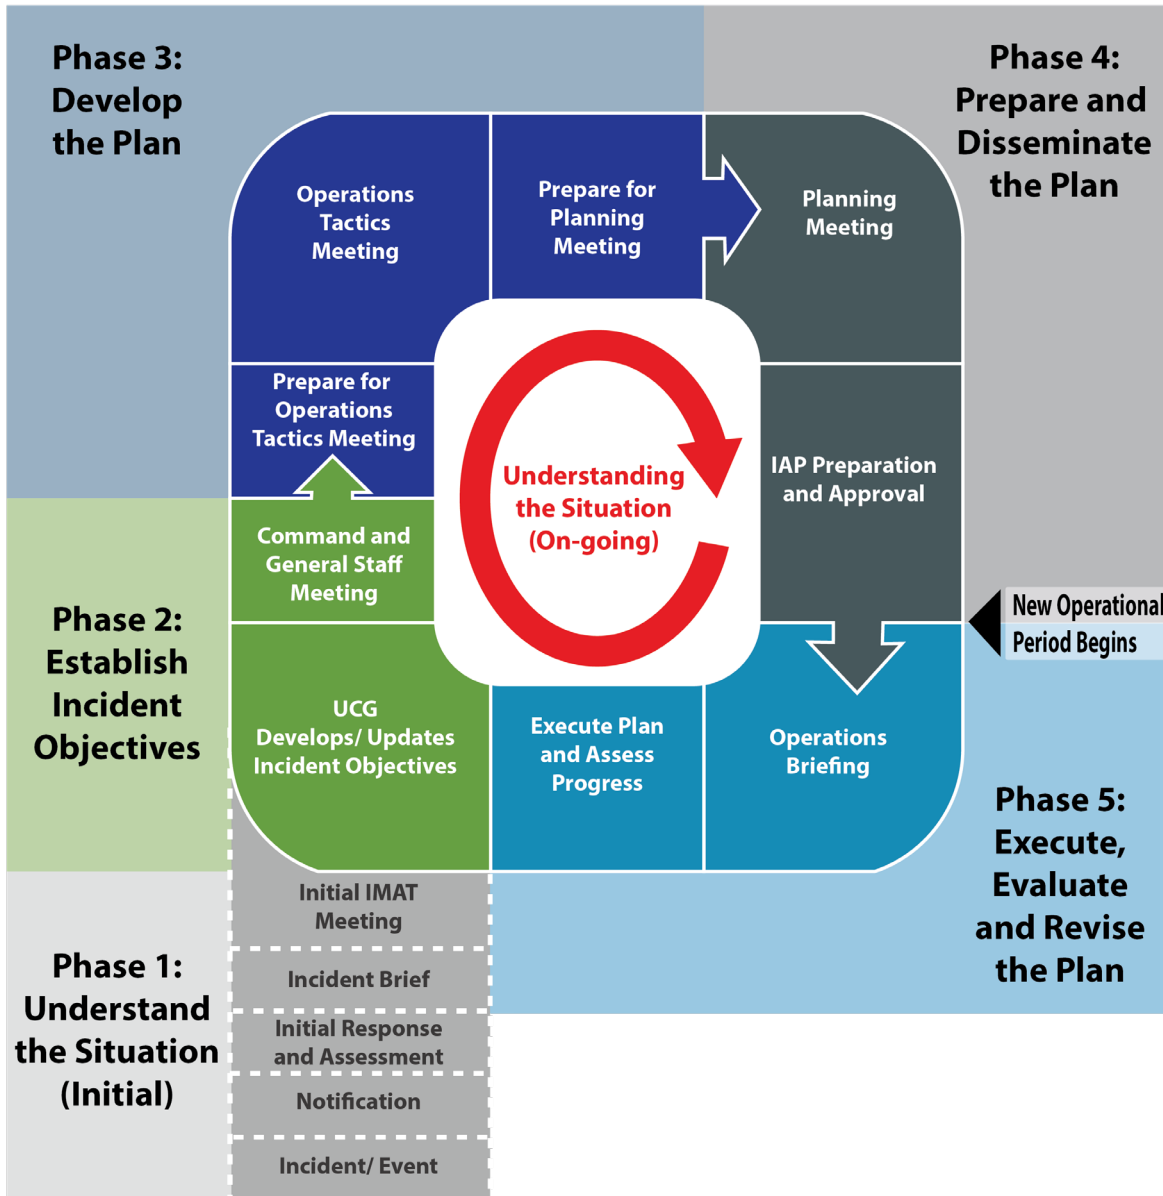 Phase 3:
Develop
the Plan
Phase 4:
Prepare and
Disseminate
the Plan
Operations
Tactics
Meeting
Prepare for
Planning
Meeting
Planning
Meeting
Prepare for
Operations
Tactics Meeting
Understanding
the Situation
(On-going)
IAP Preparation
and Approval
Command and
General Staff
Meeting
New Operational
Period Begins
Phase 2:
Establish
Incident
Objectives
UCG
Develops/ Updates
Incident Objectives
Execute Plan
and Assess
Progress
Operations
Briefing
Phase 5:
Execute,
Evaluate
and Revise
the Plan
Phase 1:
Understand
the Situation
(Initial)
Initial IMAT
Meeting
Incident Brief
Initial Response
and Assessment
Notification
Incident/ Event